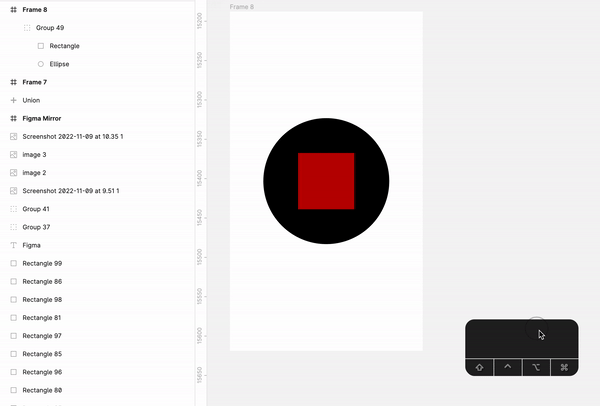 Frame 8
Group 49
Rectangle
Ellipse
Frame 7
Union
Figma Mirror
Screenshot 2022-11-09 at 10.35 1
image 3
image 2
Screenshot 2022-11-09 at 9.51 1
Group 41
Group 37
Figma
Rectangle 99
Rectangle 86
Rectangle 98
Rectangle 81
Rectangle 97
Rectangle 85
Rectangle 96
Rectangle 80
Frame 8
15200
15250
15300
15350
15400
15450
15500
15550
15600
15650